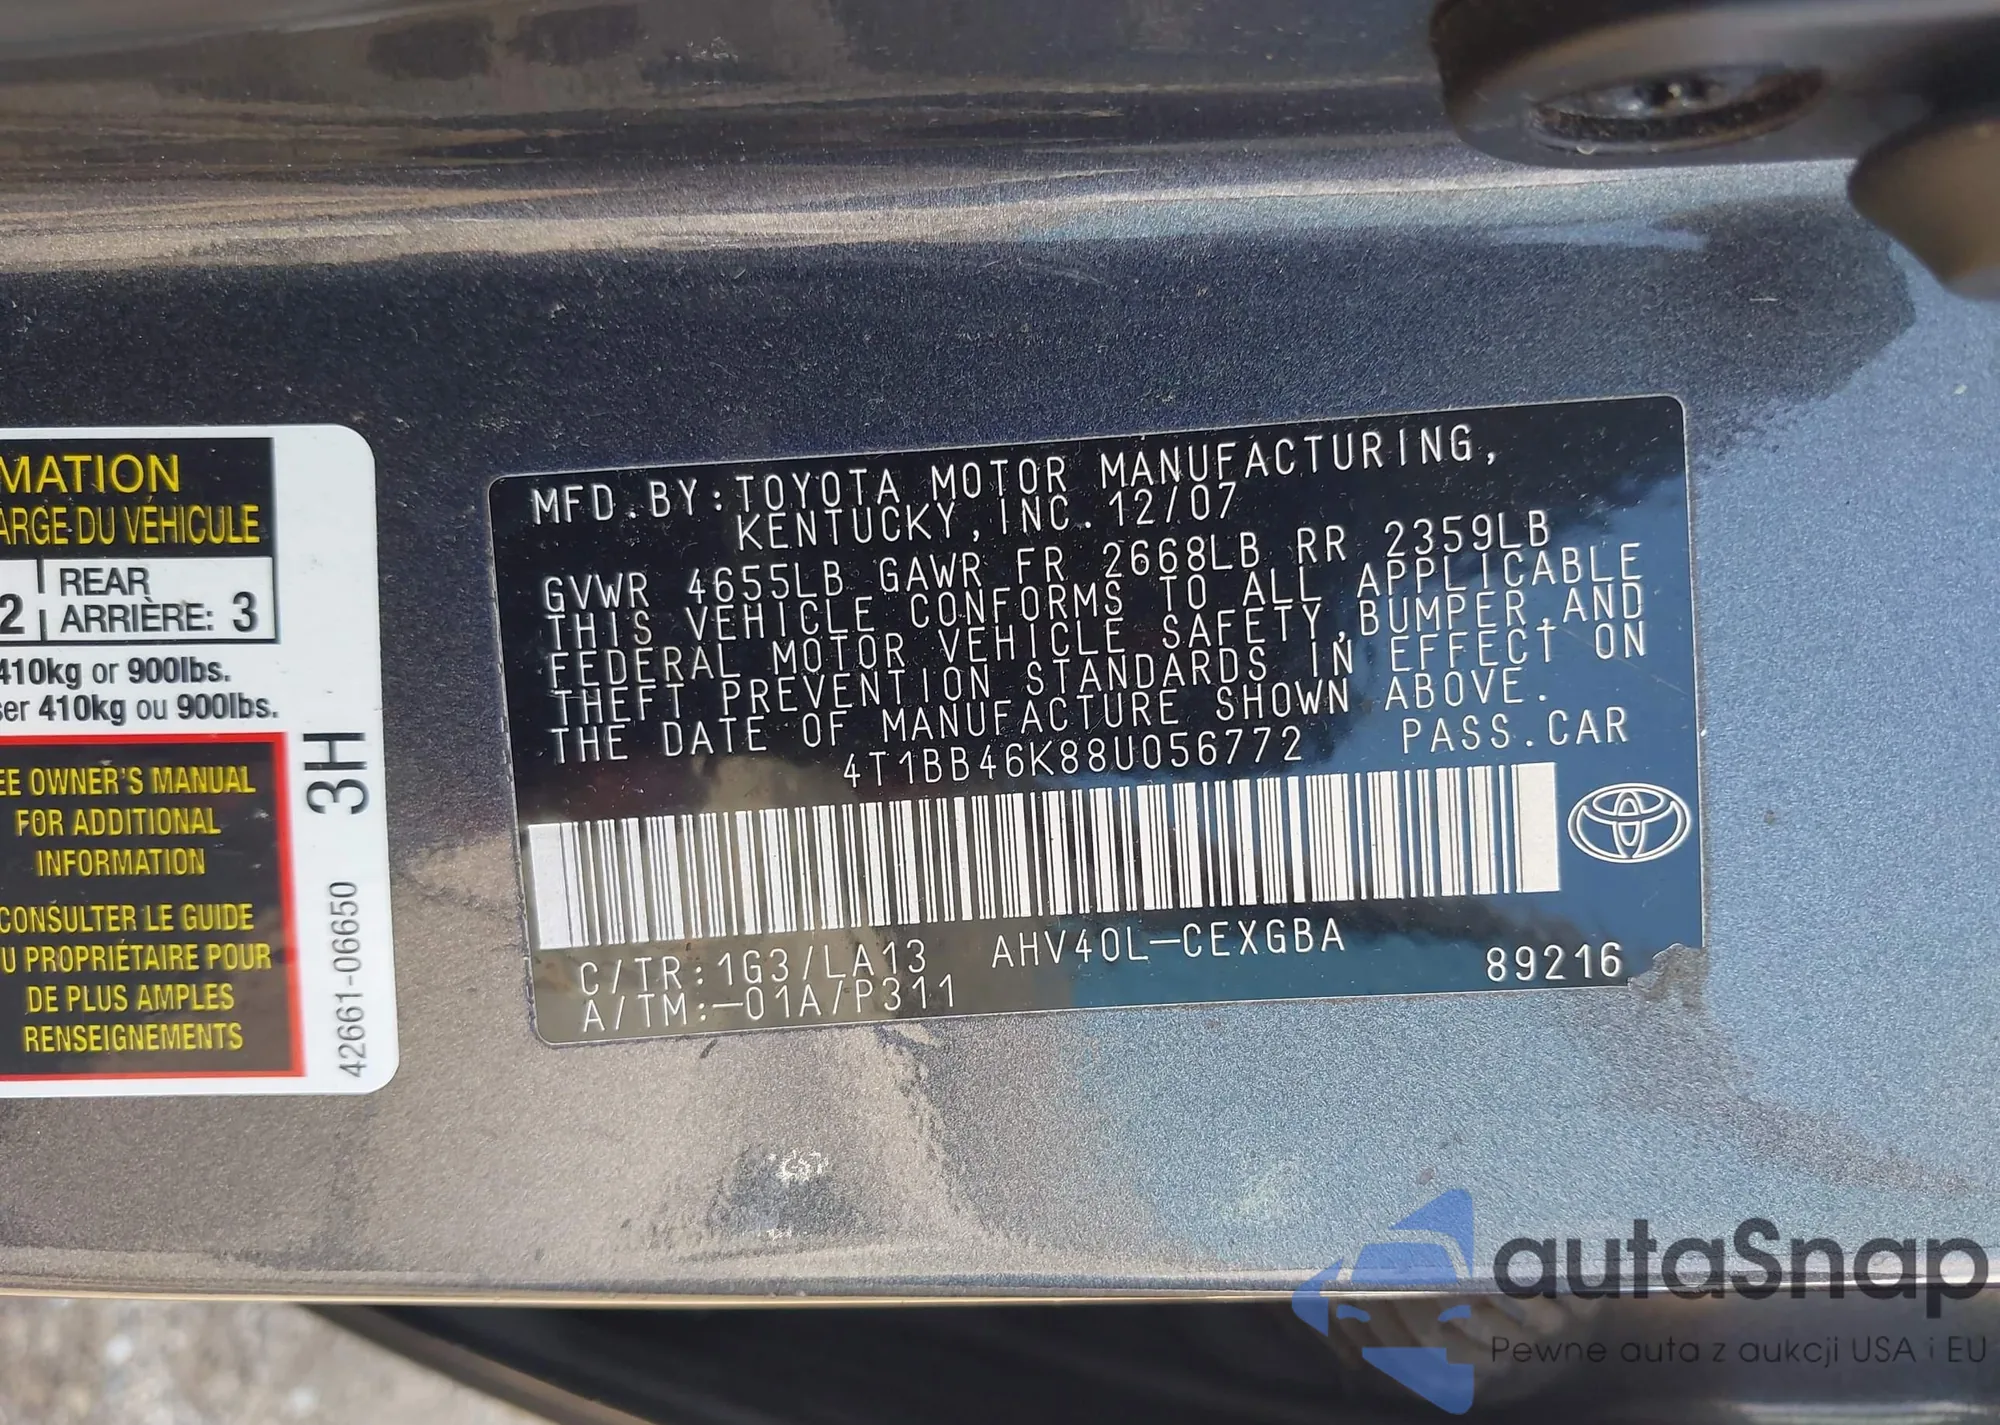 MATION
ARGE DU VÉHICULE
2 REAR
ARRIÈRE: 3
410kg or 900lbs.
ser 410kg ou 900lbs.
EE OWNER'S MANUAL
FOR ADDITIONAL
INFORMATION
CONSULTER LE GUIDE
U PROPRIÉTAIRE POUR
DE PLUS AMPLES
RENSEIGNEMENTS
3H
42661-06650
MFD.BY:TOYOTA MOTOR MANUFACTURING,
KENTUCKY,INC.12/07
GVWR 4655LB GAWR FR 2668LB RR 2359LB
THIS VEHICLE CONFORMS TO ALL APPLICABLE
FEDERAL MOTOR VEHICLE SAFETY,BUMPER,AND
THEFT PREVENTION STANDARDS IN EFFECT ON
THE DATE OF MANUFACTURE SHOWN ABOVE.
4T1BB46K88U056772 PASS.CAR
C/TR:1G3/LA13 AHV40L-CEXGBA
A/TM:-01A/P311 89216
autaSnap
Pewne auta z aukcji USA i EU